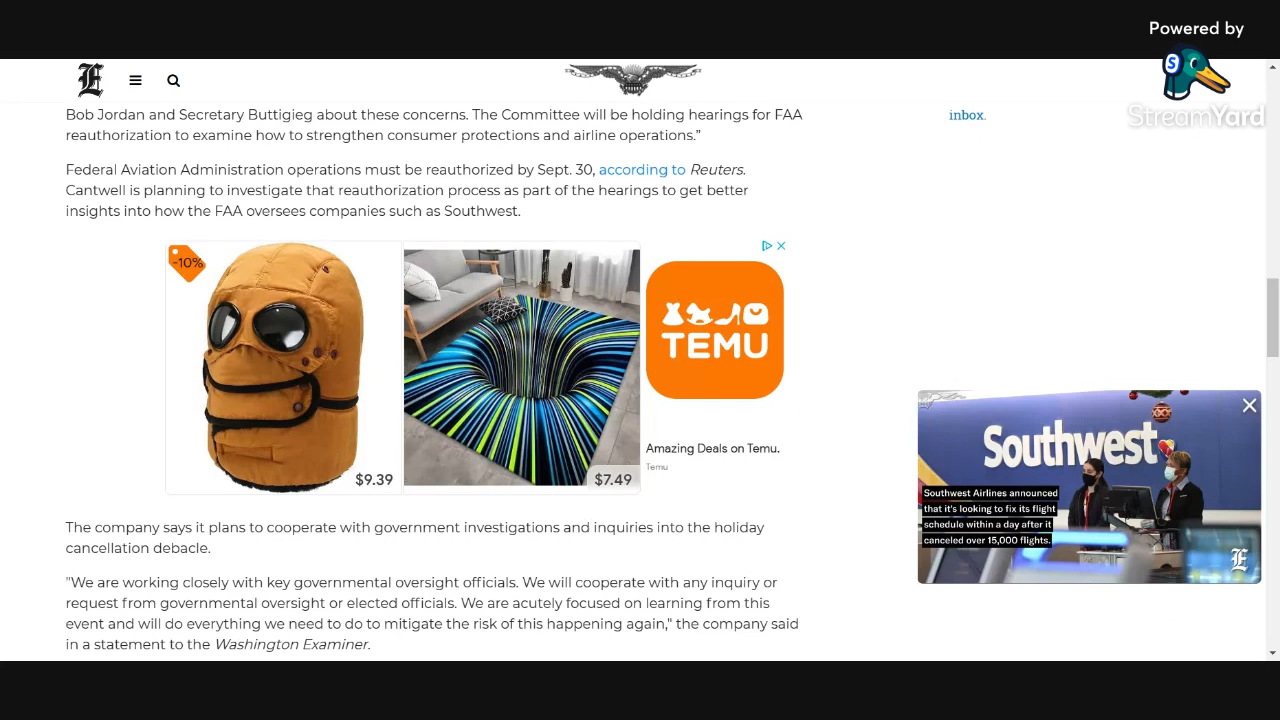 Powered by
StreamYard
S
E
Bob Jordan and Secretary Buttigieg about these concerns. The Committee will be holding hearings for FAA
reauthorization to examine how to strengthen consumer protections and airline operations.”
inbox.
Federal Aviation Administration operations must be reauthorized by Sept. 30, according to Reuters.
Cantwell is planning to investigate that reauthorization process as part of the hearings to get better
insights into how the FAA oversees companies such as Southwest.
-10%
$9.39
$7.49
TEMU
Amazing Deals on Temu.
Temu
Southwest
Southwest Airlines announced
that it's looking to fix its flight
schedule within a day after it
canceled over 15,000 flights.
E
The company says it plans to cooperate with government investigations and inquiries into the holiday
cancellation debacle.
"We are working closely with key governmental oversight officials. We will cooperate with any inquiry or
request from governmental oversight or elected officials. We are acutely focused on learning from this
event and will do everything we need to do to mitigate the risk of this happening again," the company said
in a statement to the Washington Examiner.